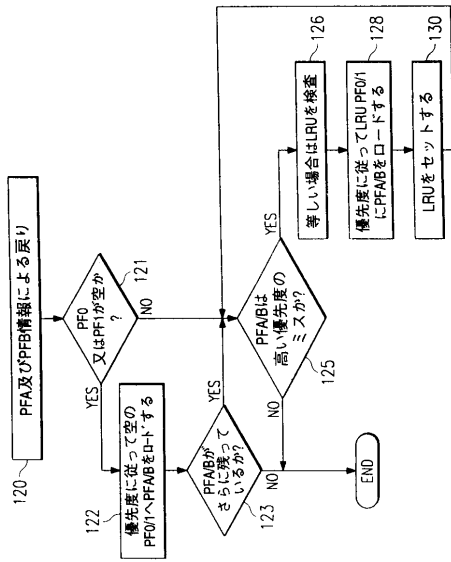 120
PFA及びPFB情報による戻り
121
PF0
又はPF1が空か
?
YES
NO
122
優先度に従って空の
PF0/1へPFA/Bをロードする
123
PFA/Bが
さらに残って
いるか?
YES
NO
125
PFA/Bは
高い優先度の
ミスか?
YES
NO
126
等しい場合はLRUを検査
128
優先度に従ってLRU PF0/1
にPFA/Bをロードする
130
LRUをセットする
END